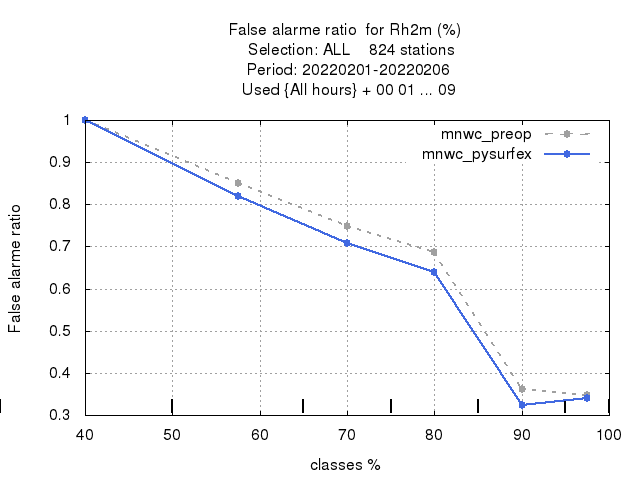 False alarme ratio  for Rh2m (%)
Selection: ALL    824 stations
Period: 20220201-20220206
Used {All hours} + 00 01 ... 09
mnwc_preop
mnwc_pysurfex
1
0.9
0.8
0.7
0.6
0.5
0.4
0.3
False alarme ratio
40 50 60 70 80 90 100
classes %